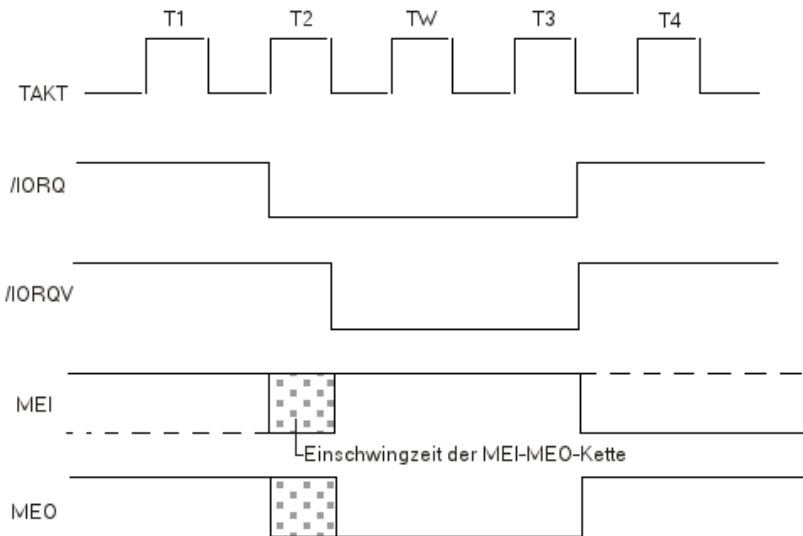 T1 T2 TW T3 T4
TAKT
/IORQ
/IORQV
MEI
Einschwingzeit der MEI-MEO-Kette
MEO